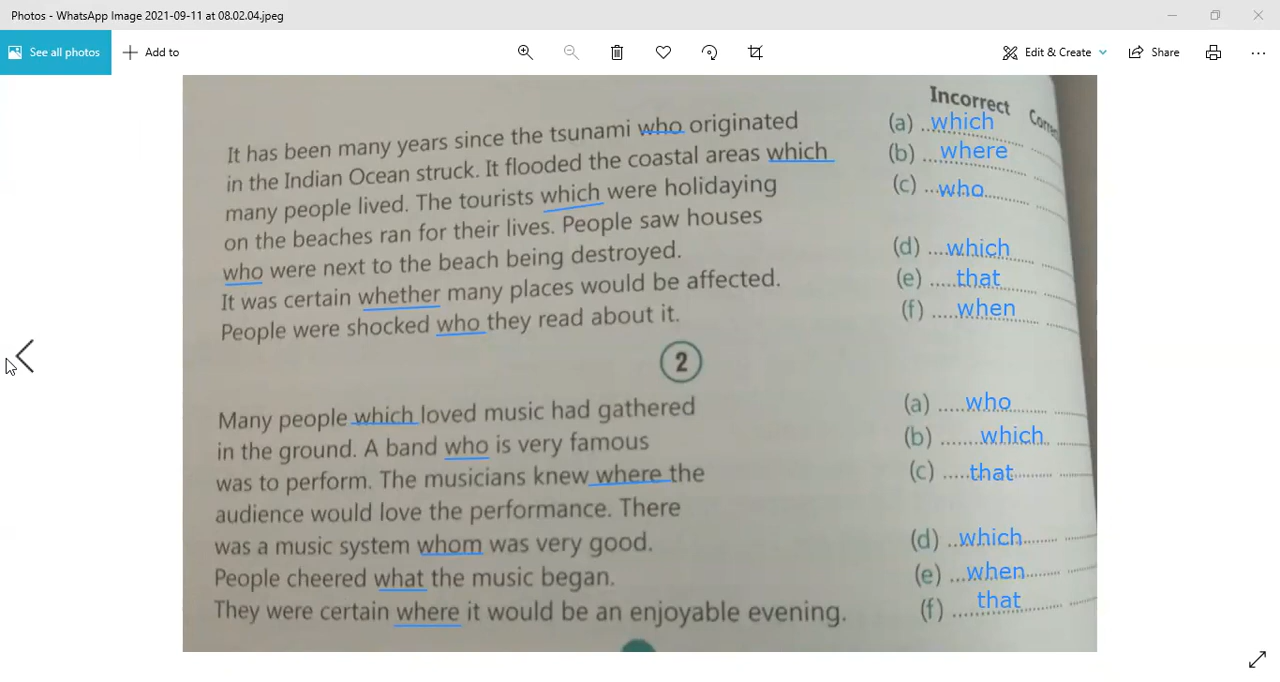 Photos - WhatsApp Image 2021-09-11 at 08.02.04.jpeg
See all photos
Add to
Edit & Create
Share
Incorrect
It has been many years since the tsunami who originated (a) which
in the Indian Ocean struck. It flooded the coastal areas which (b) where
many people lived. The tourists which were holidaying (c) who
on the beaches ran for their lives. People saw houses
who were next to the beach being destroyed. (d) which
It was certain whether many places would be affected. (e) that
People were shocked who they read about it. (f) when
2
Many people which loved music had gathered (a) who
in the ground. A band who is very famous (b) which
was to perform. The musicians knew where the (c) that
audience would love the performance. There
was a music system whom was very good. (d) which
People cheered what the music began. (e) when
They were certain where it would be an enjoyable evening. (f) that